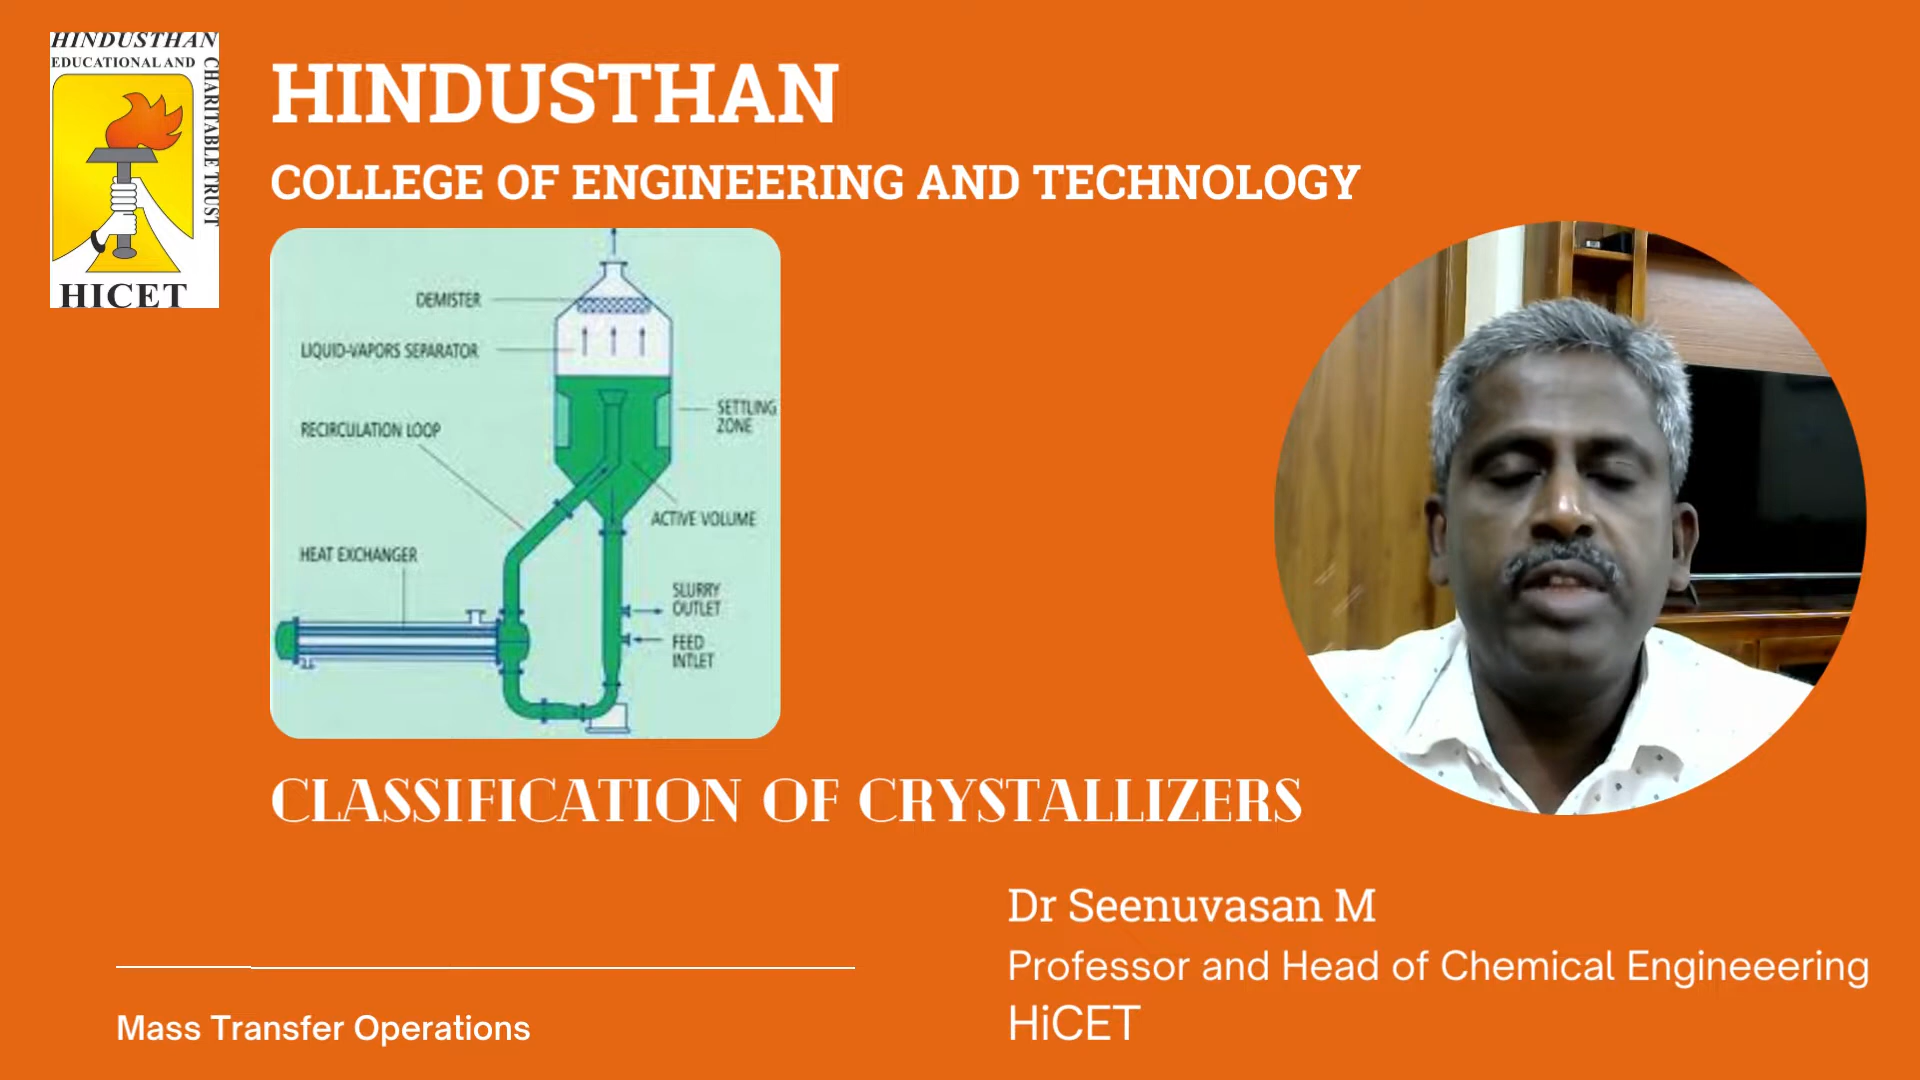 HINDUSTHAN
EDUCATIONAL AND
CHARITABLE TRUST
HICET
HINDUSTHAN
COLLEGE OF ENGINEERING AND TECHNOLOGY
DEMISTER
LIQUID-VAPORS SEPARATOR
SETTLING
ZONE
RECIRCULATION LOOP
ACTIVE VOLUME
HEAT EXCHANGER
SLURRY
OUTLET
FEED
INTLET
CLASSIFICATION OF CRYSTALLIZERS
Dr Seenuvasan M
Professor and Head of Chemical Engineeering
HiCET
Mass Transfer Operations